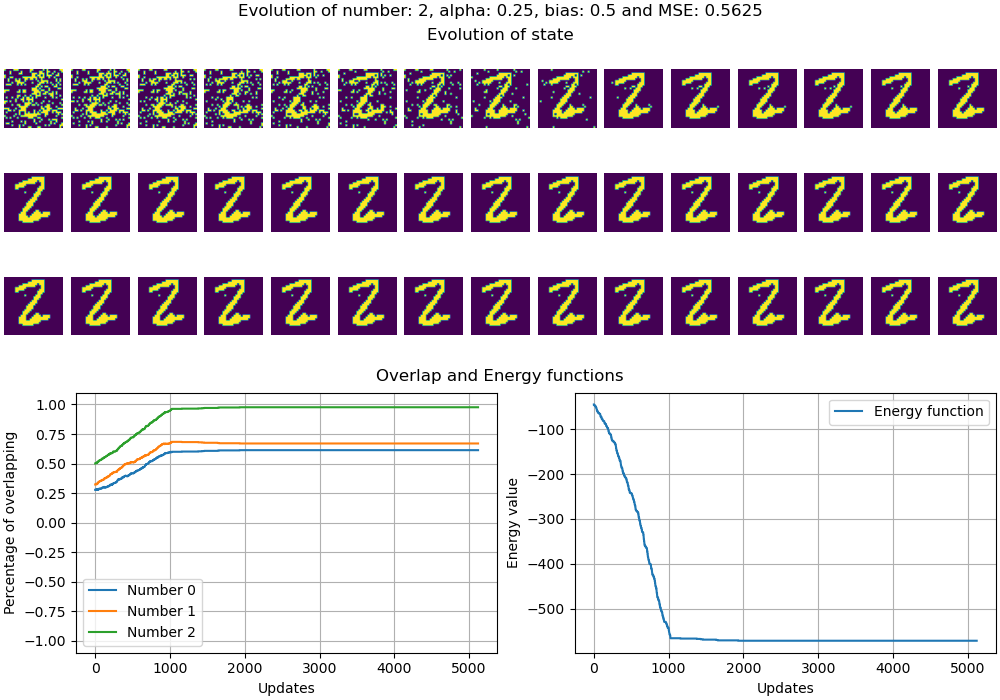 Evolution of number: 2, alpha: 0.25, bias: 0.5 and MSE: 0.5625
Evolution of state
Overlap and Energy functions
Percentage of overlapping
1.00
0.75
0.50
0.25
0.00
−0.25
−0.50
−0.75
−1.00
Number 0
Number 1
Number 2
0 1000 2000 3000 4000 5000
Updates
Energy value
−100
−200
−300
−400
−500
Energy function
0 1000 2000 3000 4000 5000
Updates